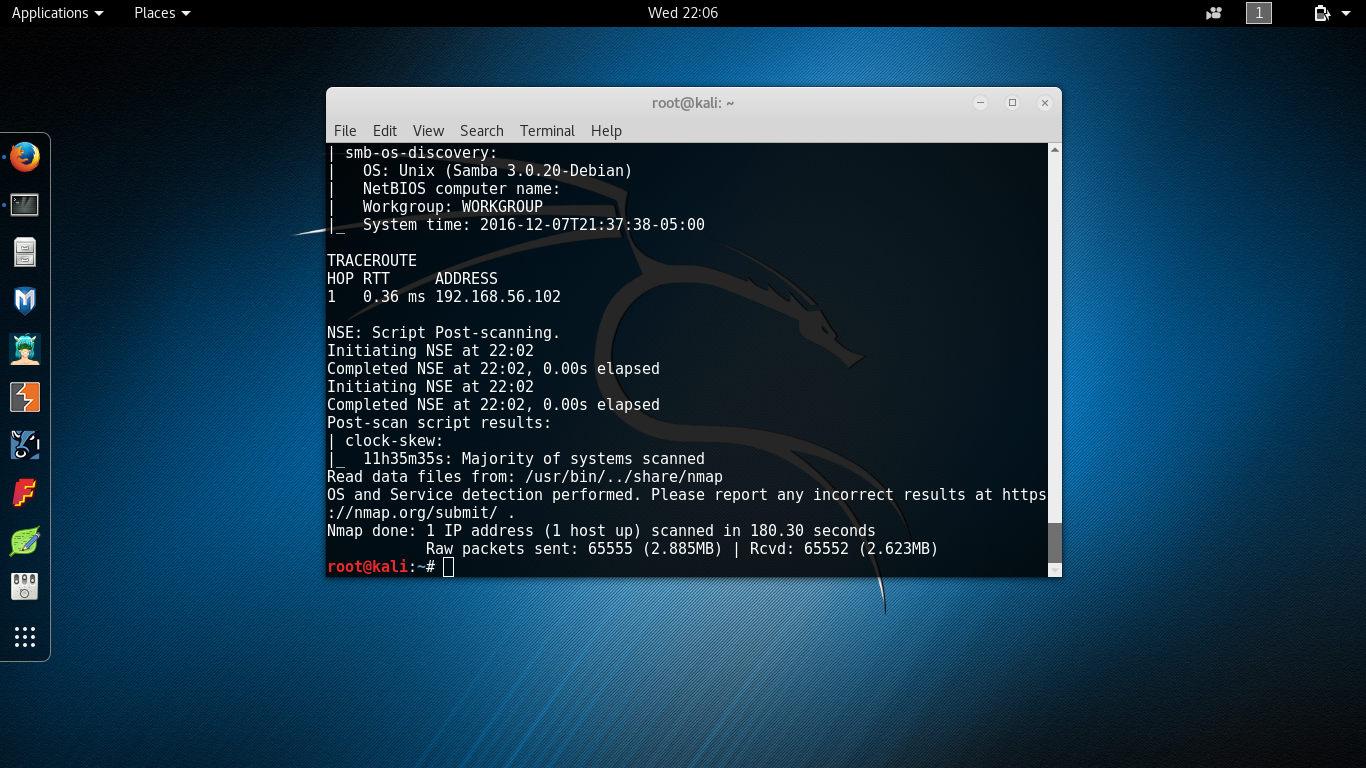 Applications Places Wed 22:06 1
root@kali: ~
File Edit View Search Terminal Help
| smb-os-discovery:
|   OS: Unix (Samba 3.0.20-Debian)
|   NetBIOS computer name:
|   Workgroup: WORKGROUP
|_  System time: 2016-12-07T21:37:38-05:00
TRACEROUTE
HOP RTT     ADDRESS
1   0.36 ms 192.168.56.102
NSE: Script Post-scanning.
Initiating NSE at 22:02
Completed NSE at 22:02, 0.00s elapsed
Initiating NSE at 22:02
Completed NSE at 22:02, 0.00s elapsed
Post-scan script results:
| clock-skew:
|_  11h35m35s: Majority of systems scanned
Read data files from: /usr/bin/../share/nmap
OS and Service detection performed. Please report any incorrect results at https
://nmap.org/submit/ .
Nmap done: 1 IP address (1 host up) scanned in 180.30 seconds
           Raw packets sent: 65555 (2.885MB) | Rcvd: 65552 (2.623MB)
root@kali:~#